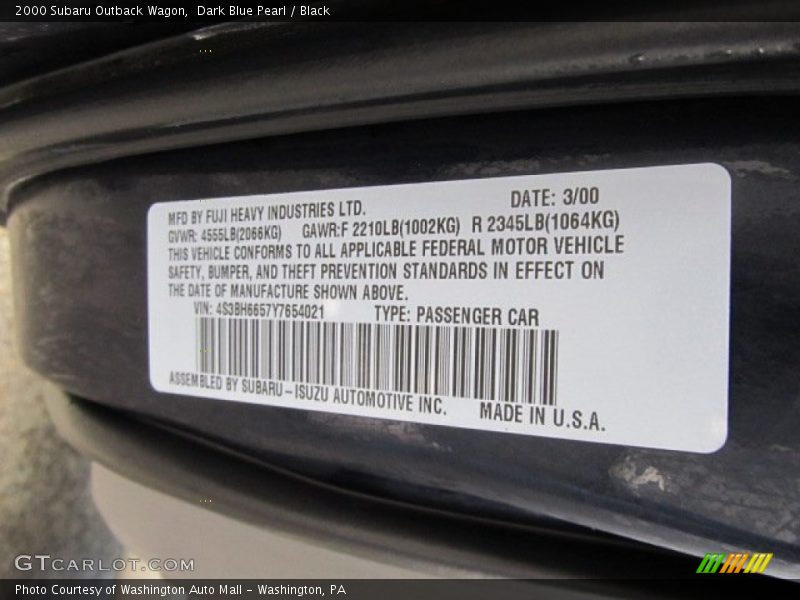 2000 Subaru Outback Wagon,  Dark Blue Pearl / Black
MFD BY FUJI HEAVY INDUSTRIES LTD. DATE: 3/00
GVWR: 4555LB(2066KG) GAWR:F 2210LB(1002KG) R 2345LB(1064KG)
THIS VEHICLE CONFORMS TO ALL APPLICABLE FEDERAL MOTOR VEHICLE
SAFETY, BUMPER, AND THEFT PREVENTION STANDARDS IN EFFECT ON
THE DATE OF MANUFACTURE SHOWN ABOVE.
VIN: 4S3BH6657Y7654021 TYPE: PASSENGER CAR
ASSEMBLED BY SUBARU-ISUZU AUTOMOTIVE INC. MADE IN U.S.A.
GTCARLOT.COM
Photo Courtesy of Washington Auto Mall - Washington, PA